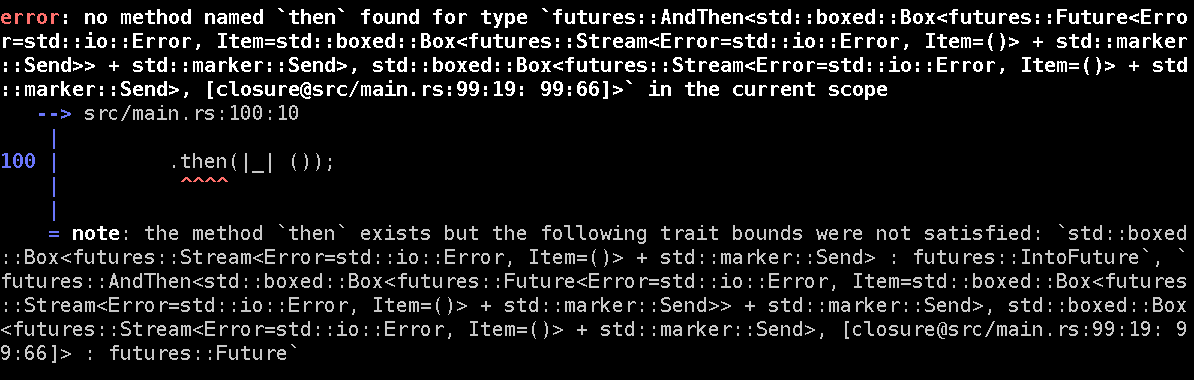 error: no method named `then` found for type `futures::AndThen<std::boxed::Box<futures::Future<Erro
r=std::io::Error, Item=std::boxed::Box<futures::Stream<Error=std::io::Error, Item=()> + std::marker
::Send>> + std::marker::Send>, std::boxed::Box<futures::Stream<Error=std::io::Error, Item=()> + std
::marker::Send>, [closure@src/main.rs:99:19: 99:66]>` in the current scope
   --> src/main.rs:100:10
    |
100 |         .then(|_| ());
    |          ^^^^
    |
    = note: the method `then` exists but the following trait bounds were not satisfied: `std::boxed
::Box<futures::Stream<Error=std::io::Error, Item=()> + std::marker::Send> : futures::IntoFuture`, `
futures::AndThen<std::boxed::Box<futures::Future<Error=std::io::Error, Item=std::boxed::Box<futures
::Stream<Error=std::io::Error, Item=()> + std::marker::Send>> + std::marker::Send>, std::boxed::Box
<futures::Stream<Error=std::io::Error, Item=()> + std::marker::Send>, [closure@src/main.rs:99:19: 9
9:66]> : futures::Future`